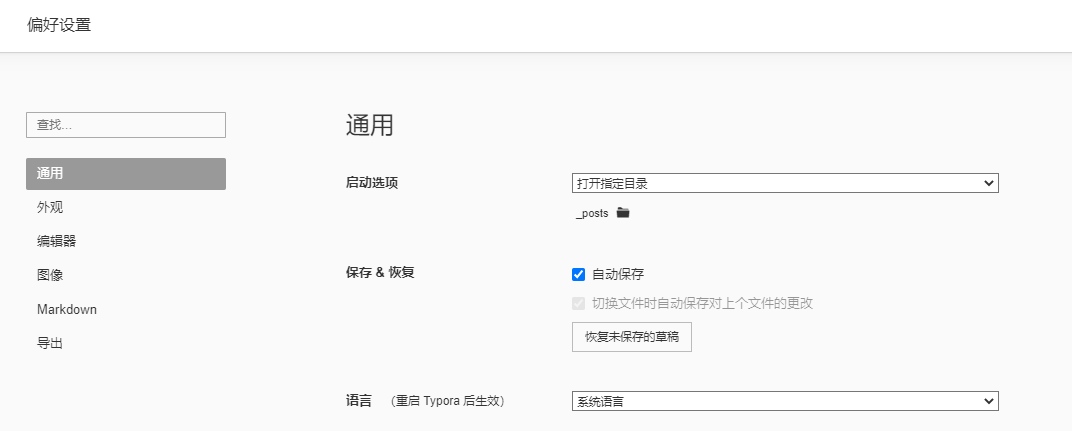 偏好设置
查找...
通用
外观
编辑器
图像
Markdown
导出
通用
启动选项
打开指定目录
_posts
保存 & 恢复
自动保存
切换文件时自动保存对上个文件的更改
恢复未保存的草稿
语言 (重启 Typora 后生效)
系统语言